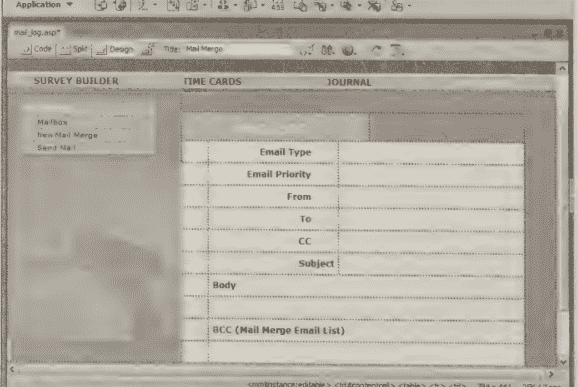 Application
mail_log.asp*
Code Split Design Title: Mail Merge
SURVEY BUILDER TIME CARDS JOURNAL
Mailbox
New Mail Merge
Send Mail
Email Type
Email Priority
From
To
CC
Subject
Body
BCC (Mail Merge Email List)